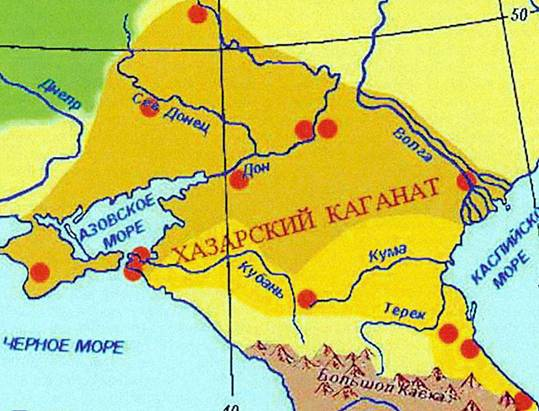 50
Днепр
Сев. Донец
Волга
Дон
АЗОВСКОЕ
МОРЕ
ХАЗАРСКИЙ КАГАНАТ
Кума
Кубань
КАСПИЙСКОЕ
МОРЕ
Терек
ЧЕРНОЕ МОРЕ
Большой Кавказ
40